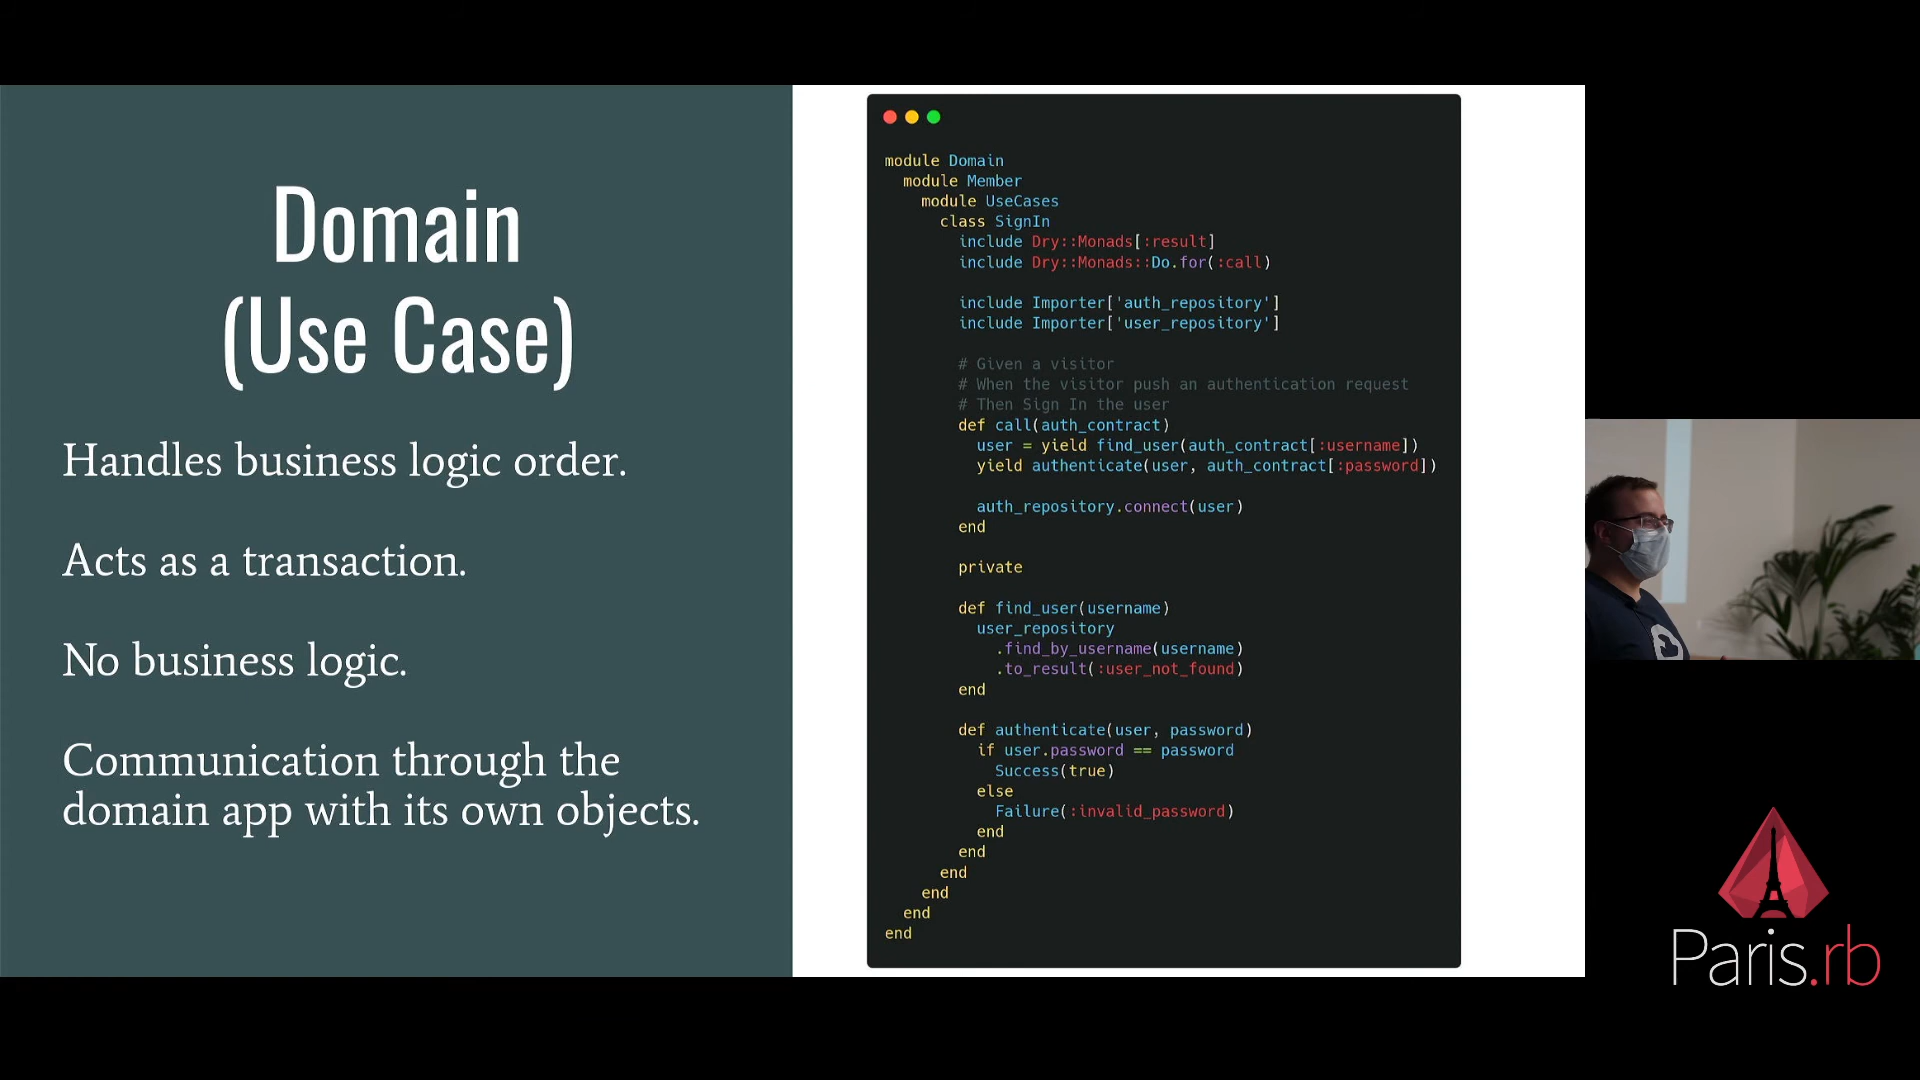 Domain
(Use Case)
Handles business logic order.
Acts as a transaction.
No business logic.
Communication through the
domain app with its own objects.
module Domain
  module Member
    module UseCases
      class SignIn
        include Dry::Monads[:result]
        include Dry::Monads::Do.for(:call)
        include Importer['auth_repository']
        include Importer['user_repository']
        # Given a visitor
        # When the visitor push an authentication request
        # Then Sign In the user
        def call(auth_contract)
          user = yield find_user(auth_contract[:username])
          yield authenticate(user, auth_contract[:password])
          auth_repository.connect(user)
        end
        private
        def find_user(username)
          user_repository
            .find_by_username(username)
            .to_result(:user_not_found)
        end
        def authenticate(user, password)
          if user.password == password
            Success(true)
          else
            Failure(:invalid_password)
          end
        end
      end
    end
  end
end
Paris.rb